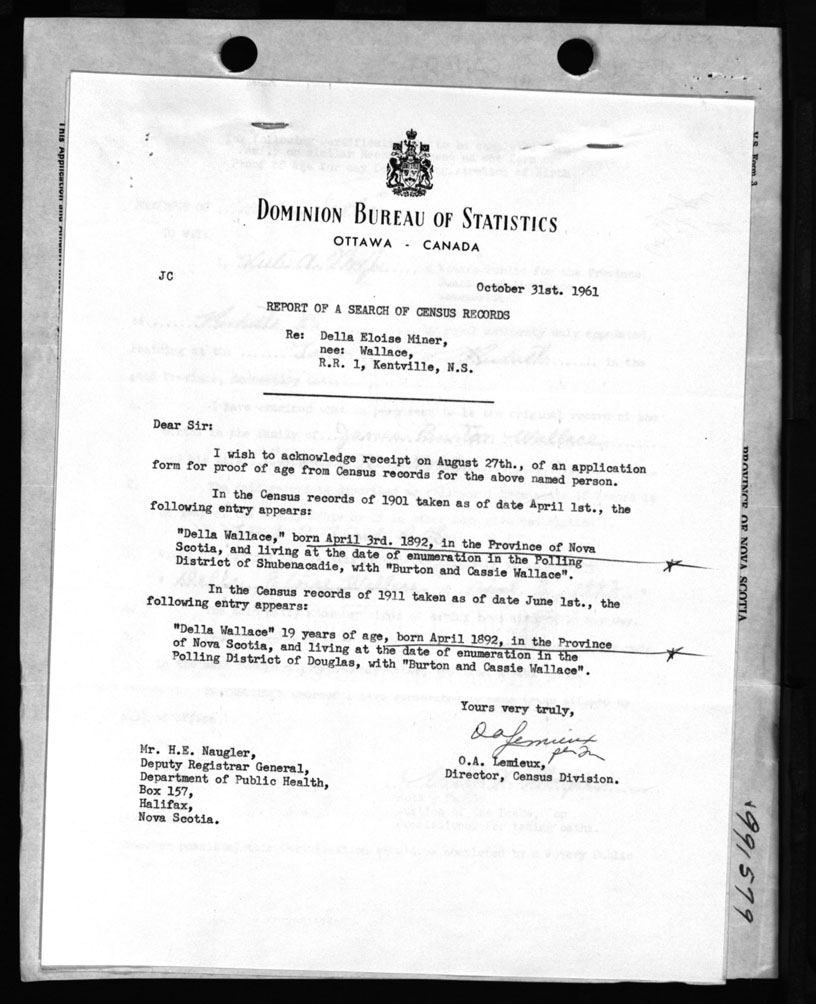 DOMINION BUREAU OF STATISTICS
OTTAWA - CANADA
JC
October 31st. 1961
REPORT OF A SEARCH OF CENSUS RECORDS
Re: Della Eloise Miner,
nee: Wallace,
R.R. 1, Kentville, N.S.
Dear Sir:
I wish to acknowledge receipt on August 27th., of an application
form for proof of age from Census records for the above named person.
In the Census records of 1901 taken as of date April 1st., the
following entry appears:
"Della Wallace," born April 3rd. 1892, in the Province of Nova
Scotia, and living at the date of enumeration in the Polling
District of Shubenacadie, with "Burton and Cassie Wallace".
In the Census records of 1911 taken as of date June 1st., the
following entry appears:
"Della Wallace" 19 years of age, born April 1892, in the Province
of Nova Scotia, and living at the date of enumeration in the
Polling District of Douglas, with "Burton and Cassie Wallace".
Yours very truly,
O.A. Lemieux
O.A. Lemieux,
Director, Census Division.
Mr. H.E. Naugler,
Deputy Registrar General,
Department of Public Health,
Box 157,
Halifax,
Nova Scotia.
V.S. Form 3
PROVINCE OF NOVA SCOTIA
This Application and